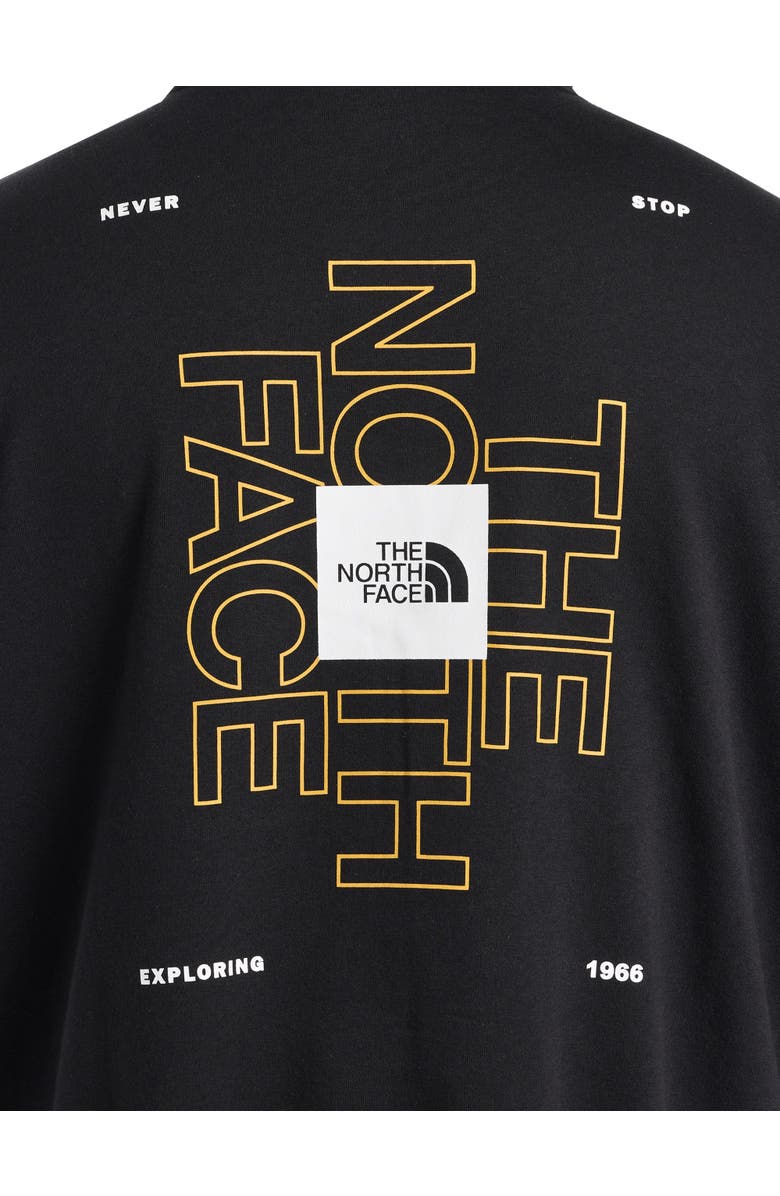 NEVER
STOP
THE
NORTH
FACE
THE
NORTH
FACE
EXPLORING
1966